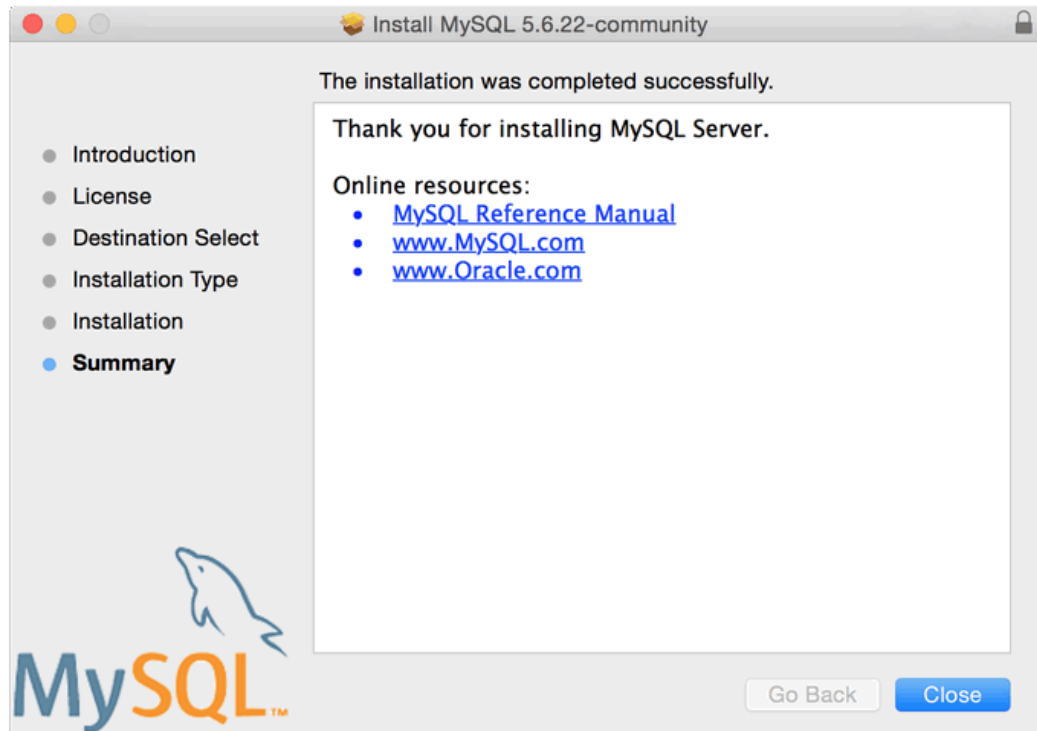 Install MySQL 5.6.22-community
The installation was completed successfully.
Introduction
License
Destination Select
Installation Type
Installation
Summary
Thank you for installing MySQL Server.
Online resources:
• MySQL Reference Manual
• www.MySQL.com
• www.Oracle.com
MySQL™
Go Back
Close